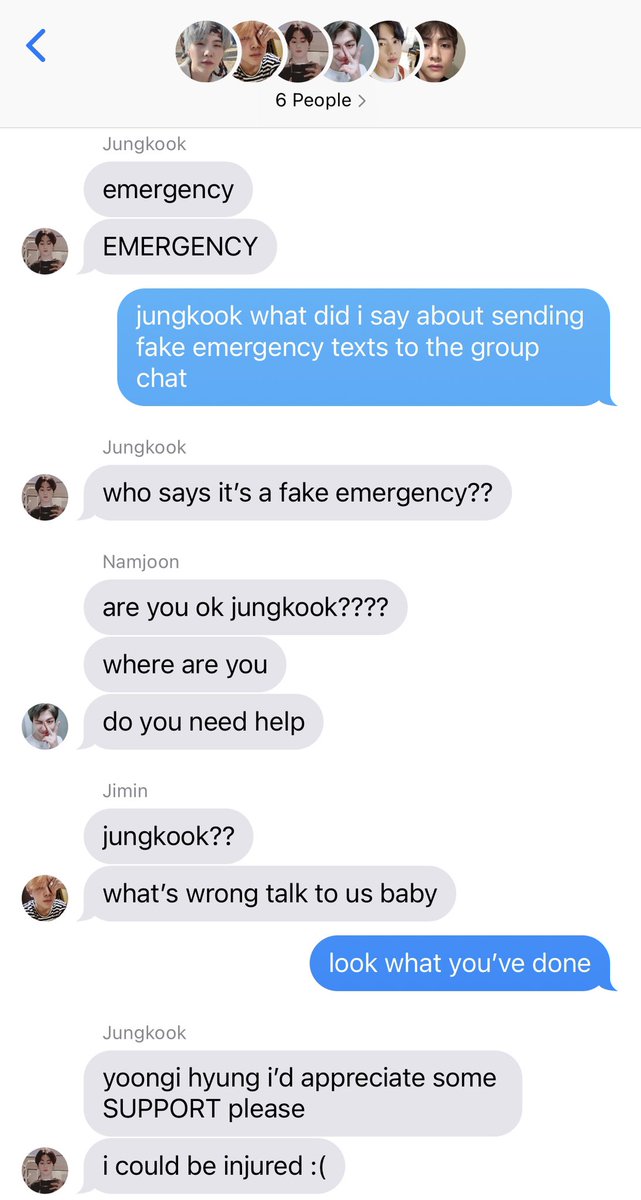 6 People >
Jungkook
emergency
EMERGENCY
jungkook what did i say about sending
fake emergency texts to the group
chat
Jungkook
who says it’s a fake emergency??
Namjoon
are you ok jungkook????
where are you
do you need help
Jimin
jungkook??
what’s wrong talk to us baby
look what you’ve done
Jungkook
yoongi hyung i’d appreciate some
SUPPORT please
i could be injured :(